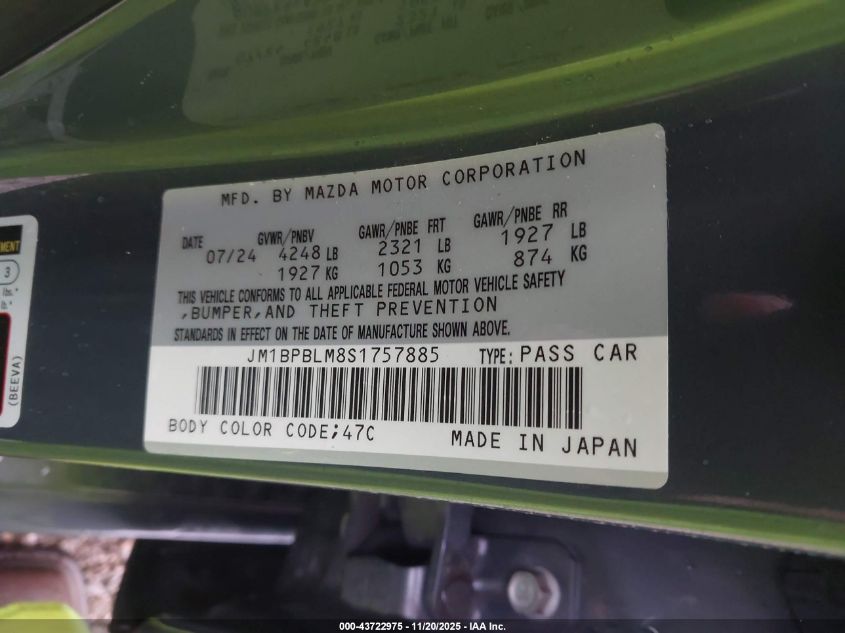 MFD. BY MAZDA MOTOR CORPORATION
DATE GVWR/PNBV GAWR/PNBE FRT GAWR/PNBE RR
07/24 4248 LB 2321 LB 1927 LB
1927 KG 1053 KG 874 KG
THIS VEHICLE CONFORMS TO ALL APPLICABLE FEDERAL MOTOR VEHICLE SAFETY
,BUMPER,AND THEFT PREVENTION
STANDARDS IN EFFECT ON THE DATE OF MANUFACTURE SHOWN ABOVE.
JM1BPBLM8S1757885 TYPE: PASS CAR
BODY COLOR CODE;47C MADE IN JAPAN
3
lbs.*
lb.*
(BEEVA)
000-43722975 - 11/20/2025 - IAA Inc.